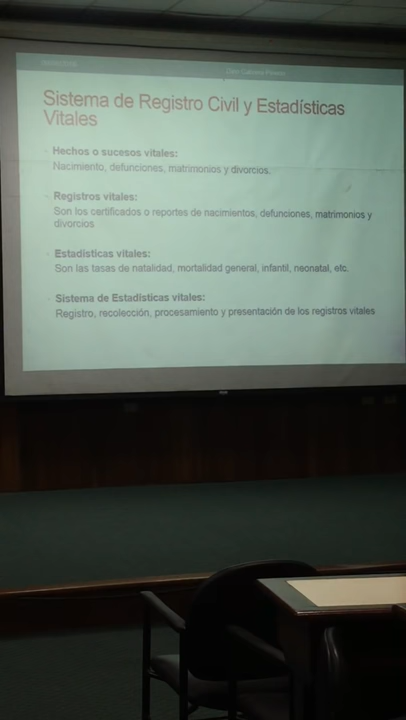 Sistema de Registro Civil y Estadísticas
Vitales
Hechos o sucesos vitales:
Nacimiento, defunciones, matrimonios y divorcios.
Registros vitales:
Son los certificados o reportes de nacimientos, defunciones, matrimonios y
divorcios
Estadísticas vitales:
Son las tasas de natalidad, mortalidad general, infantil, neonatal, etc.
Sistema de Estadísticas vitales:
Registro, recolección, procesamiento y presentación de los registros vitales